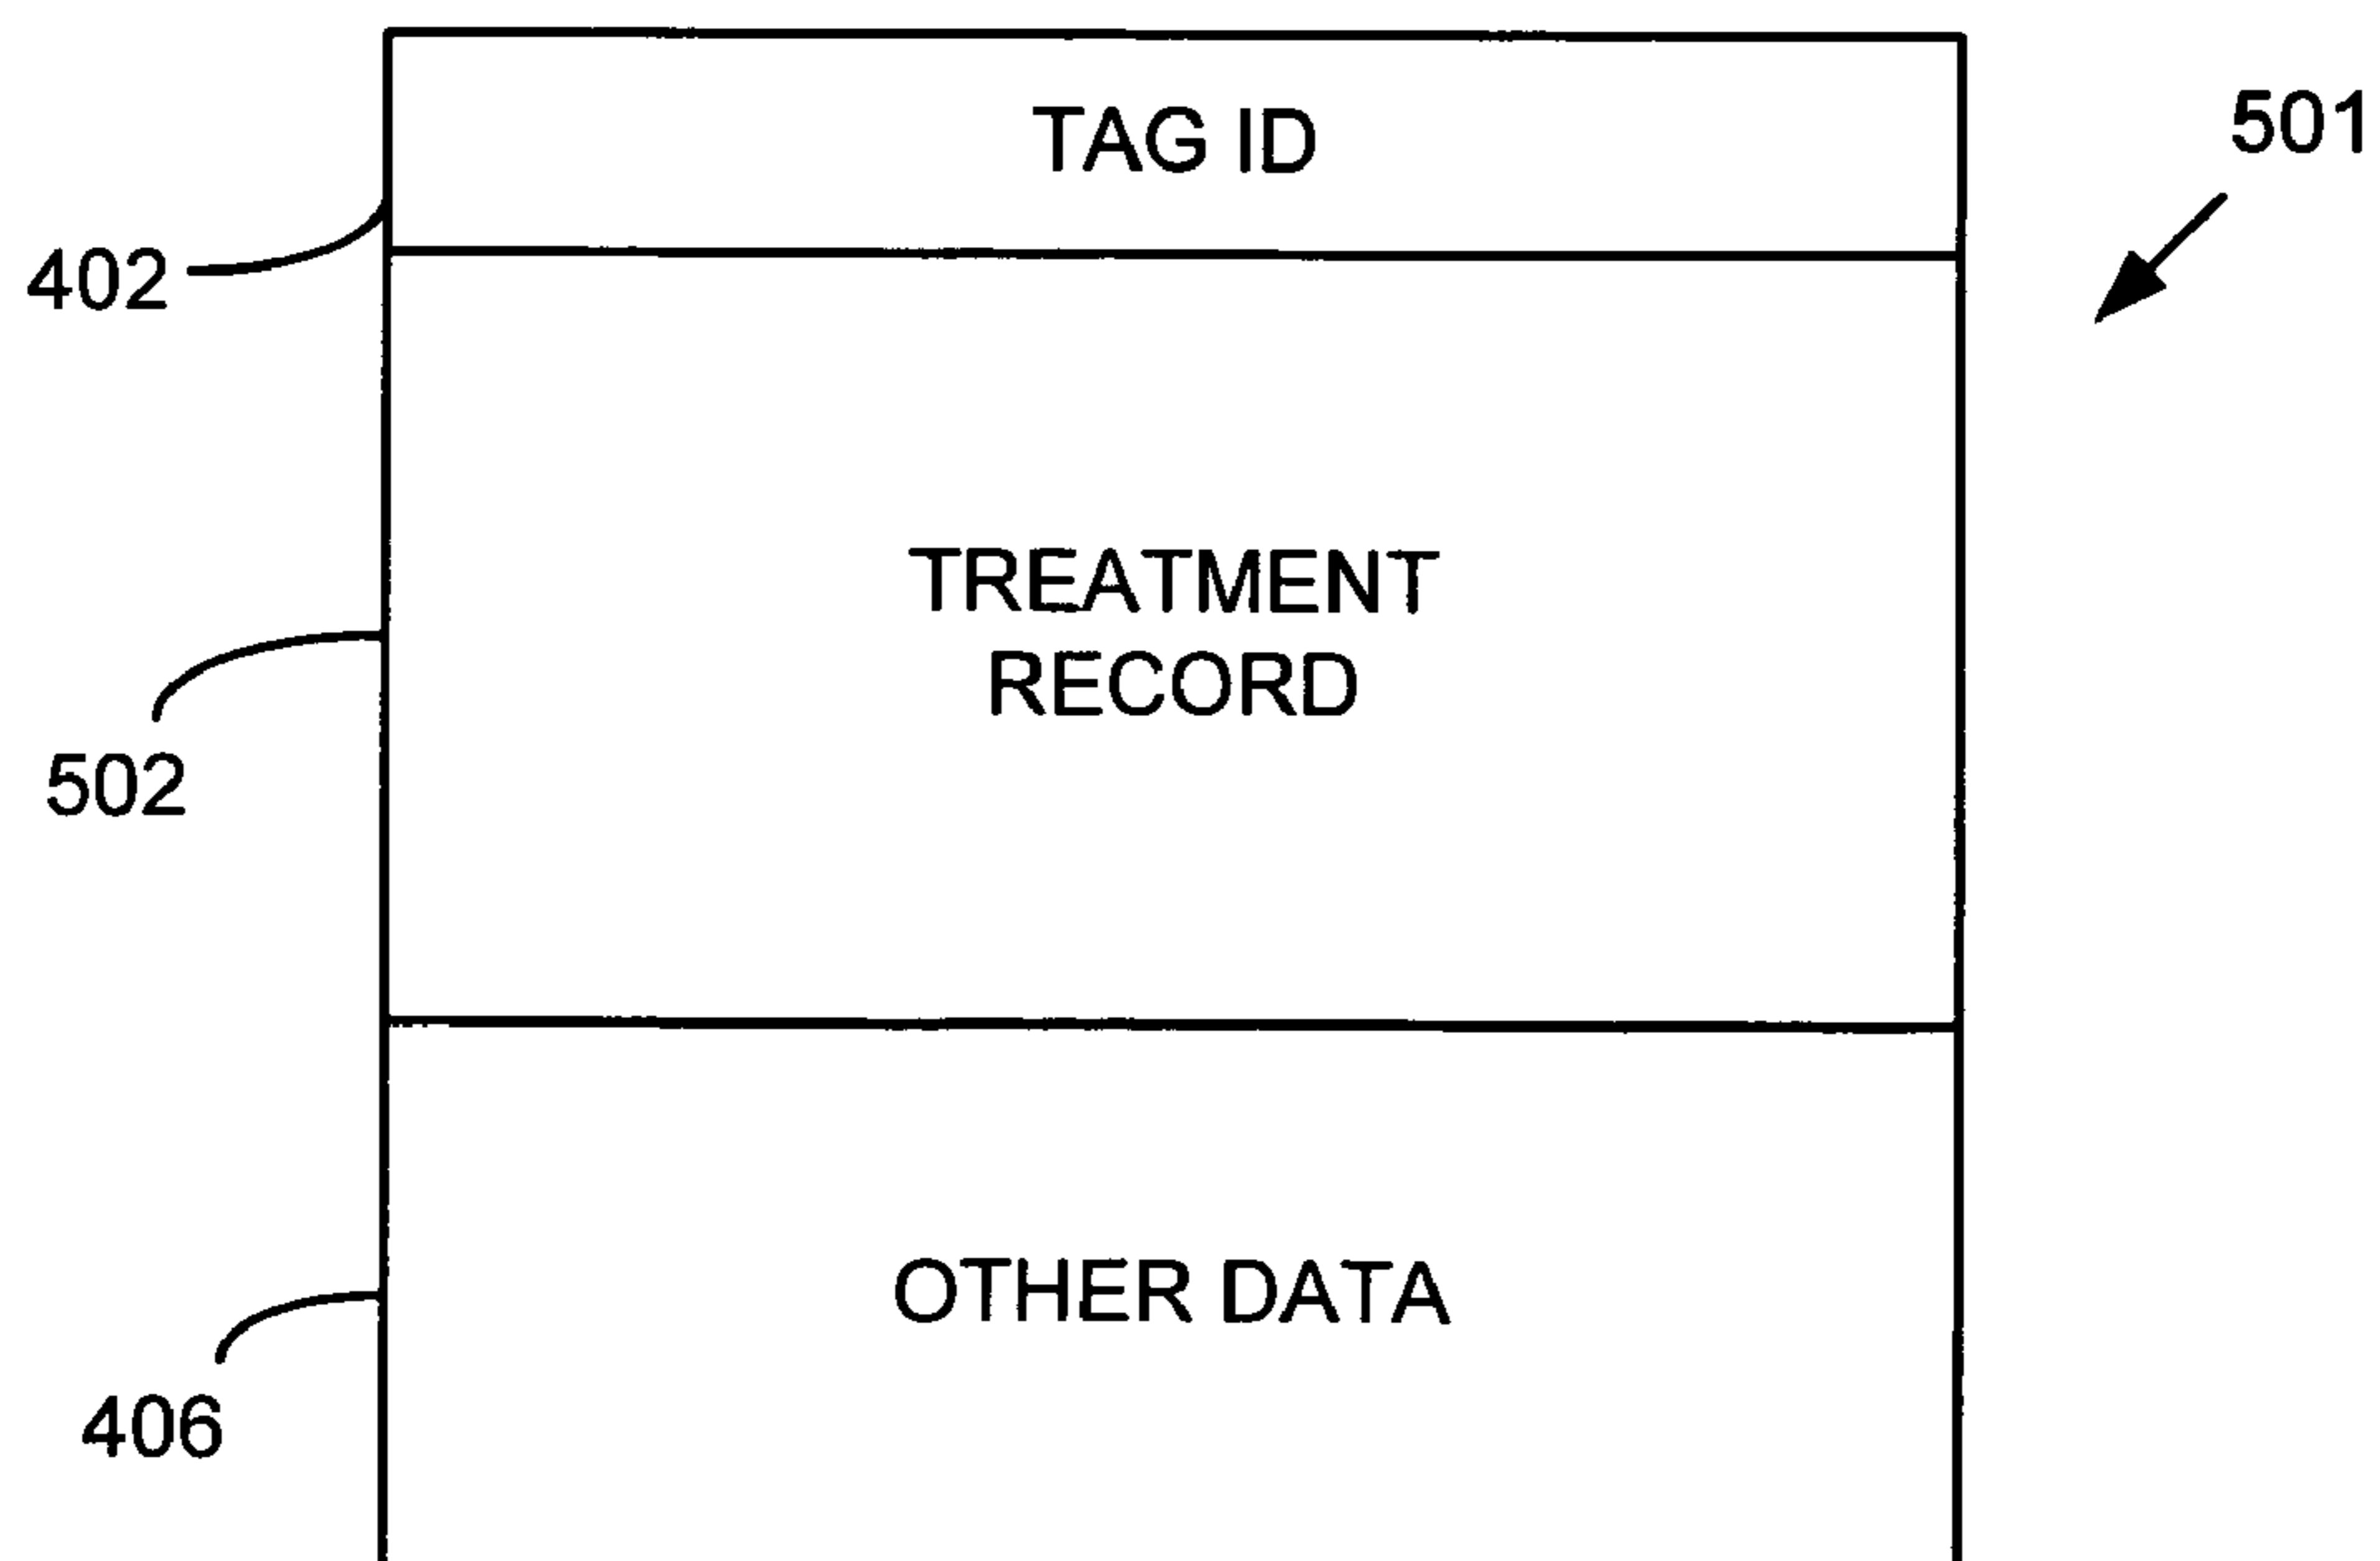 TAG ID
501
402
TREATMENT
RECORD
502
OTHER DATA
406